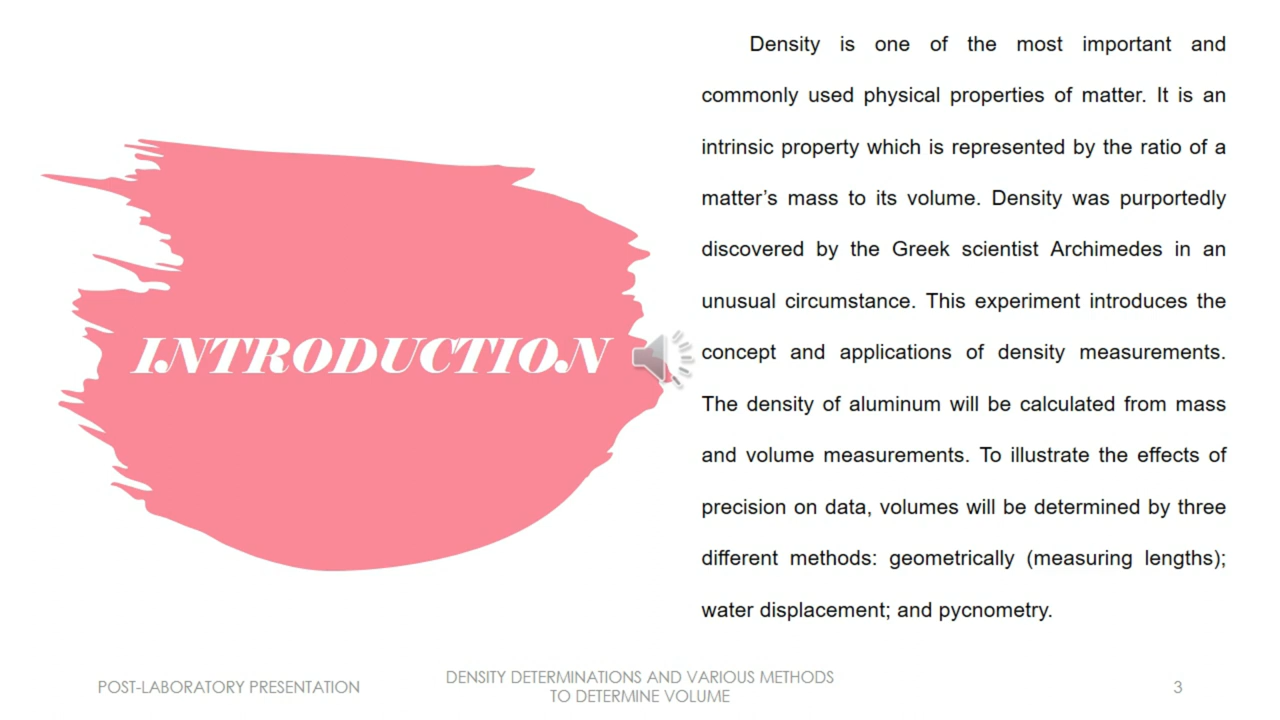 INTRODUCTION
Density is one of the most important and
commonly used physical properties of matter. It is an
intrinsic property which is represented by the ratio of a
matter’s mass to its volume. Density was purportedly
discovered by the Greek scientist Archimedes in an
unusual circumstance. This experiment introduces the
concept and applications of density measurements.
The density of aluminum will be calculated from mass
and volume measurements. To illustrate the effects of
precision on data, volumes will be determined by three
different methods: geometrically (measuring lengths);
water displacement; and pycnometry.
POST-LABORATORY PRESENTATION
DENSITY DETERMINATIONS AND VARIOUS METHODS
TO DETERMINE VOLUME
3